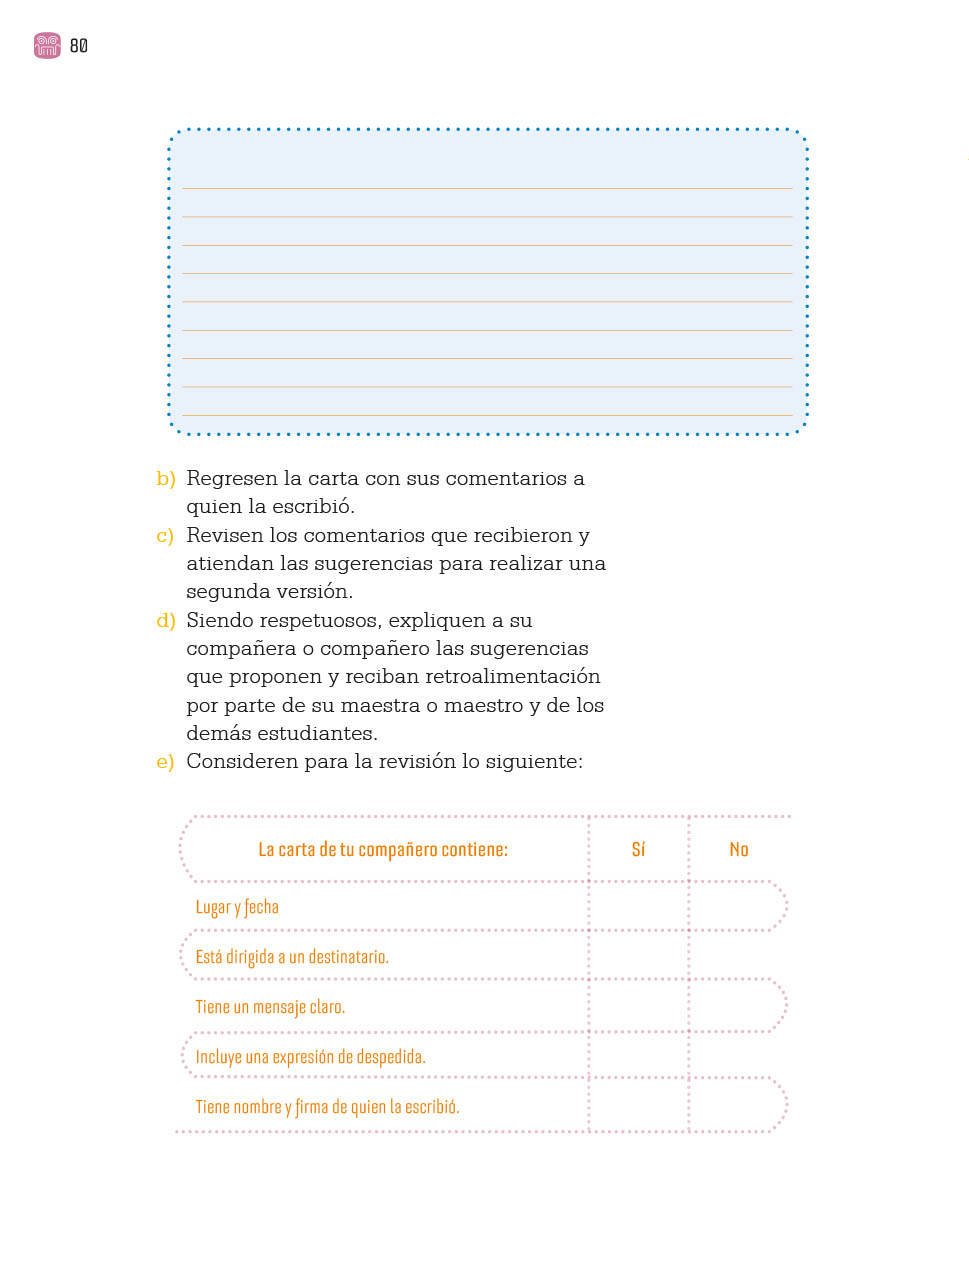 80
b) Regresen la carta con sus comentarios a
quien la escribió.
c) Revisen los comentarios que recibieron y
atiendan las sugerencias para realizar una
segunda versión.
d) Siendo respetuosos, expliquen a su
compañera o compañero las sugerencias
que proponen y reciban retroalimentación
por parte de su maestra o maestro y de los
demás estudiantes.
e) Consideren para la revisión lo siguiente:
La carta de tu compañero contiene: Sí No
Lugar y fecha
Está dirigida a un destinatario.
Tiene un mensaje claro.
Incluye una expresión de despedida.
Tiene nombre y firma de quien la escribió.